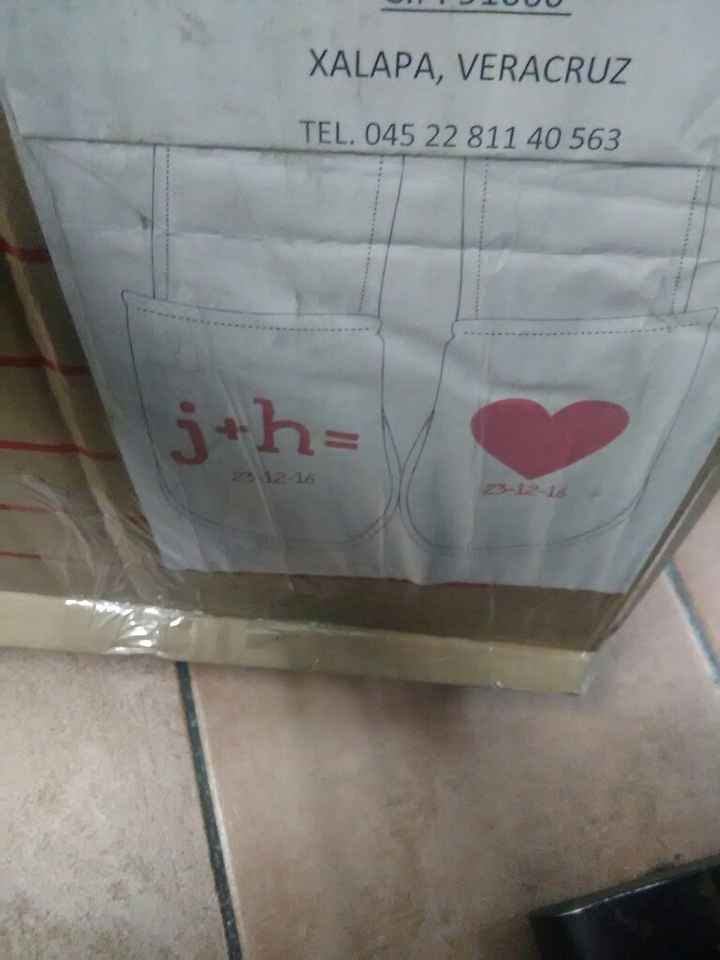 XALAPA, VERACRUZ
TEL. 045 22 811 40 563
j+h=
23-12-16
23-12-16